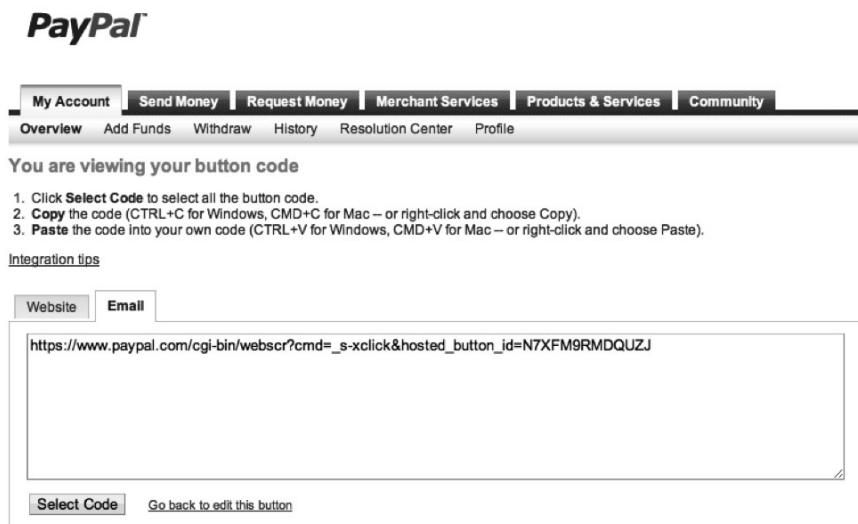 PayPal™
My Account Send Money Request Money Merchant Services Products & Services Community
Overview Add Funds Withdraw History Resolution Center Profile
You are viewing your button code
1. Click Select Code to select all the button code.
2. Copy the code (CTRL+C for Windows, CMD+C for Mac – or right-click and choose Copy).
3. Paste the code into your own code (CTRL+V for Windows, CMD+V for Mac – or right-click and choose Paste).
Integration tips
Website Email
https://www.paypal.com/cgi-bin/webscr?cmd=_s-xclick&hosted_button_id=N7XFM9RMDQUZJ
Select Code Go back to edit this button